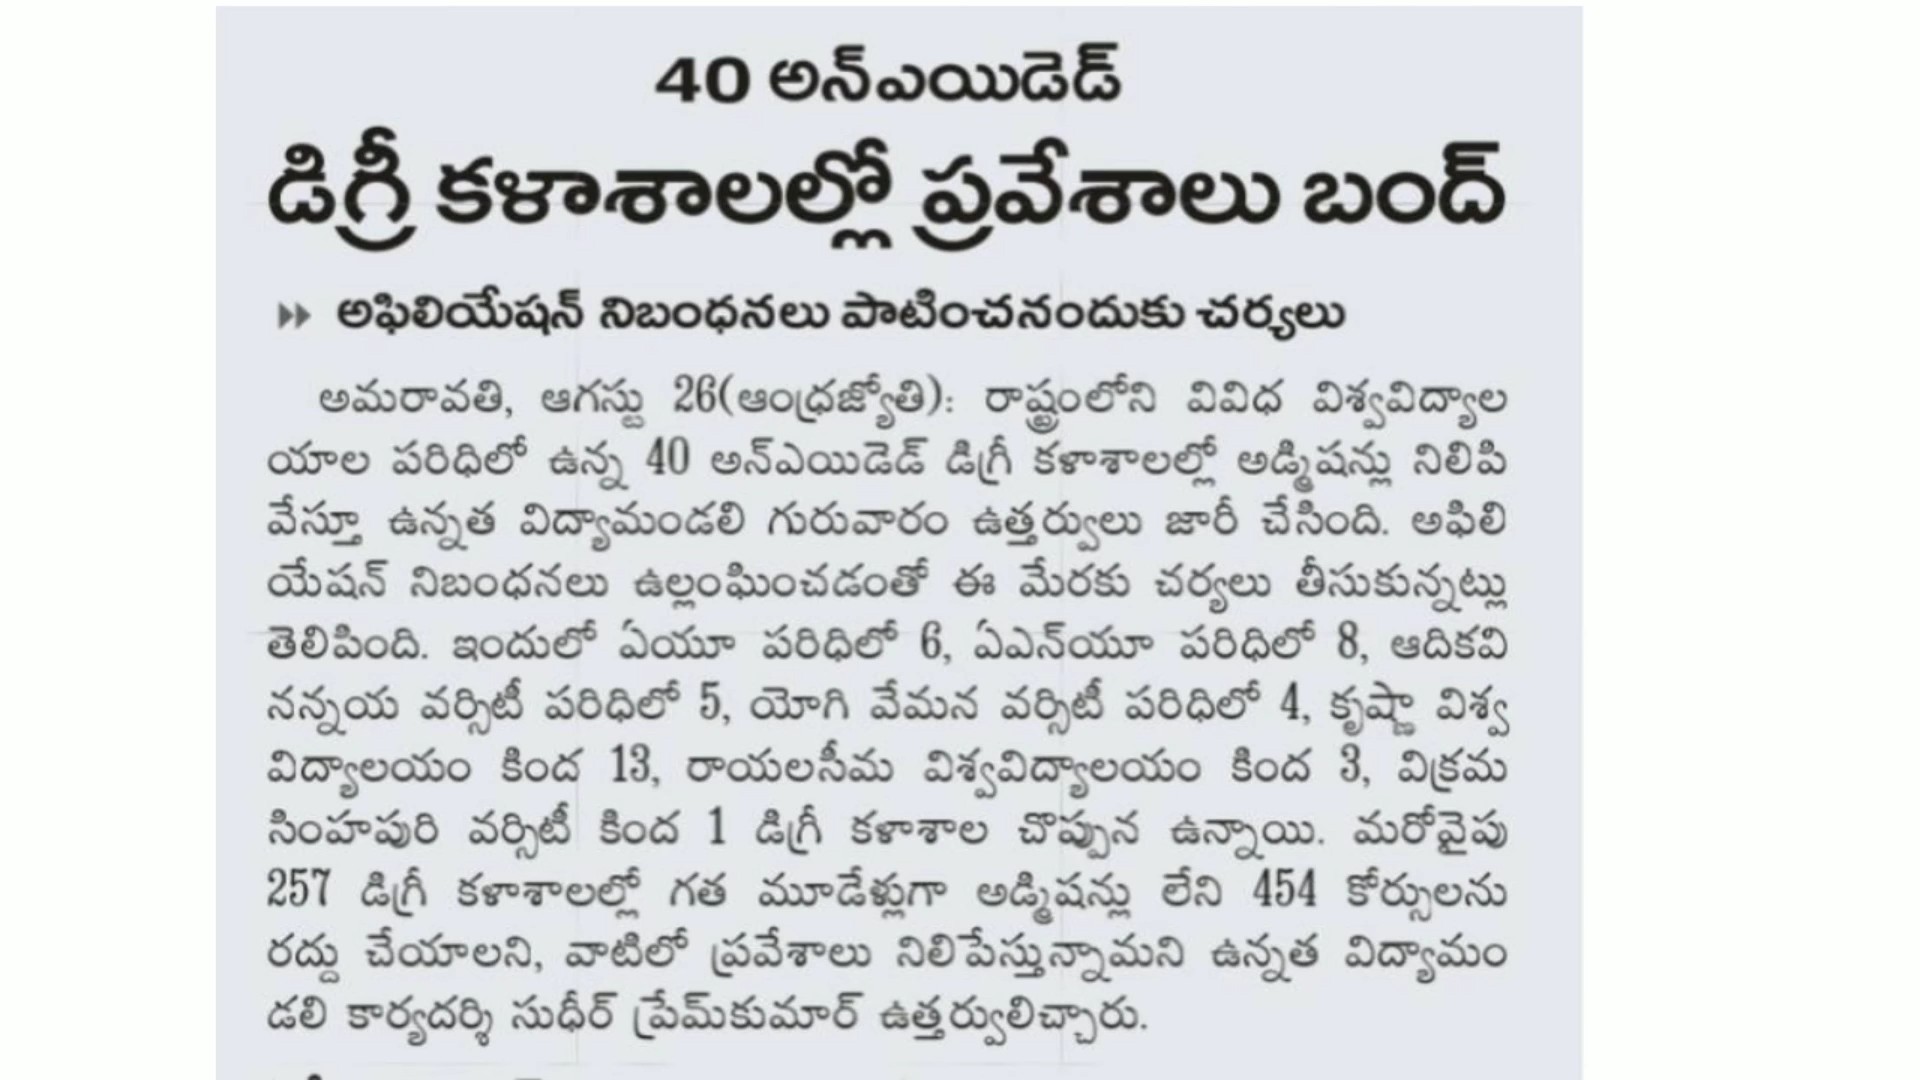 40 అన్ఎయిడెడ్
డిగ్రీ కళాశాలల్లో ప్రవేశాలు బంద్
అఫిలియేషన్ నిబంధనలు పాటించనందుకు చర్యలు
అమరావతి, ఆగస్టు 26(ఆంధ్రజ్యోతి): రాష్ట్రంలోని వివిధ విశ్వవిద్యాల
యాల పరిధిలో ఉన్న 40 అన్ఎయిడెడ్ డిగ్రీ కళాశాలల్లో అడ్మిషన్లు నిలిపి
వేస్తూ ఉన్నత విద్యామండలి గురువారం ఉత్తర్వులు జారీ చేసింది. అఫిలి
యేషన్ నిబంధనలు ఉల్లంఘించడంతో ఈ మేరకు చర్యలు తీసుకున్నట్లు
తెలిపింది. ఇందులో ఏయూ పరిధిలో 6, ఏఎన్‌యూ పరిధిలో 8, ఆదికవి
నన్నయ వర్సిటీ పరిధిలో 5, యోగి వేమన వర్సిటీ పరిధిలో 4, కృష్ణా విశ్వ
విద్యాలయం కింద 13, రాయలసీమ విశ్వవిద్యాలయం కింద 3, విక్రమ
సింహపురి వర్సిటీ కింద 1 డిగ్రీ కళాశాల చొప్పున ఉన్నాయి. మరోవైపు
257 డిగ్రీ కళాశాలల్లో గత మూడేళ్లుగా అడ్మిషన్లు లేని 454 కోర్సులను
రద్దు చేయాలని, వాటిలో ప్రవేశాలు నిలిపేస్తున్నామని ఉన్నత విద్యామం
డలి కార్యదర్శి సుధీర్ ప్రేమ్‌కుమార్ ఉత్తర్వులిచ్చారు.